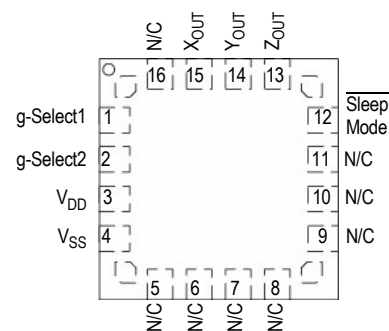 N/C
XOUT
YOUT
ZOUT
16
15
14
13
g-Select1
1
12
Sleep
Mode
g-Select2
2
11
N/C
VDD
3
10
N/C
VSS
4
9
N/C
5
6
7
8
N/C
N/C
N/C
N/C